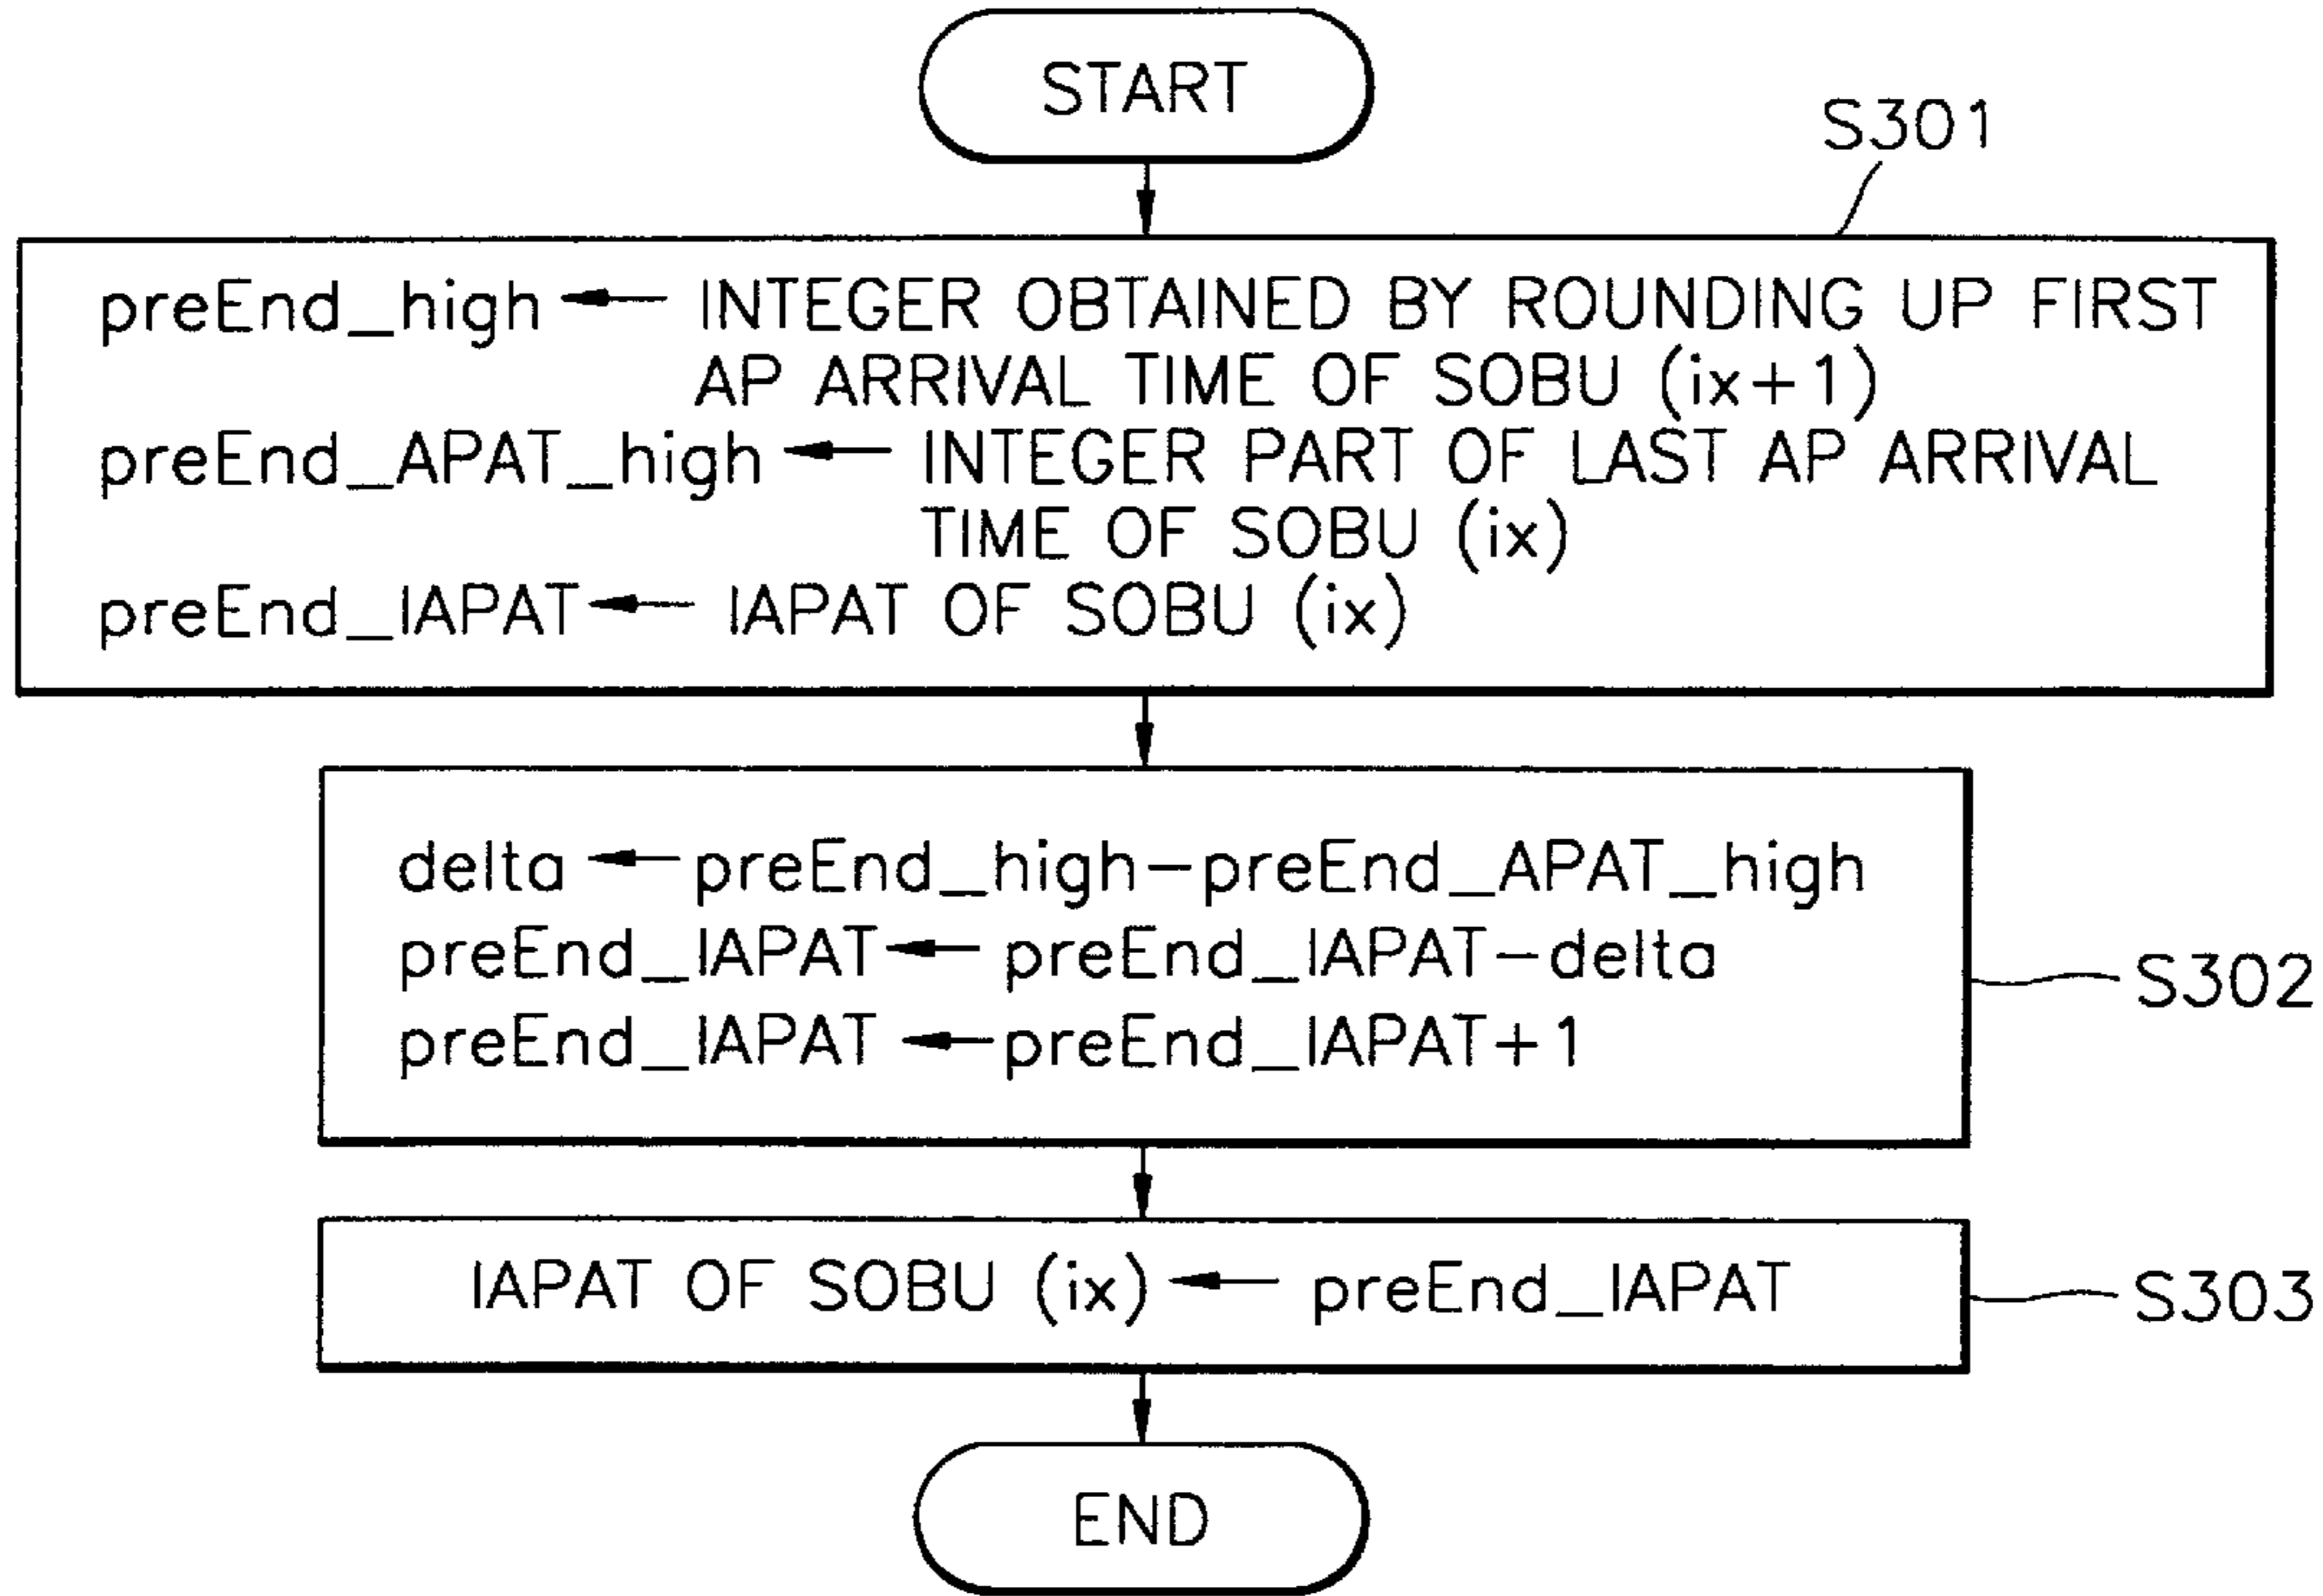 START
S301
preEnd_high ← INTEGER OBTAINED BY ROUNDING UP FIRST
AP ARRIVAL TIME OF SOBU (ix+1)
preEnd_APAT_high ← INTEGER PART OF LAST AP ARRIVAL
TIME OF SOBU (ix)
preEnd_IAPAT ← IAPAT OF SOBU (ix)
delta ← preEnd_high−preEnd_APAT_high
preEnd_IAPAT ← preEnd_IAPAT−delta
S302
preEnd_IAPAT ← preEnd_IAPAT+1
IAPAT OF SOBU (ix) ← preEnd_IAPAT
S303
END